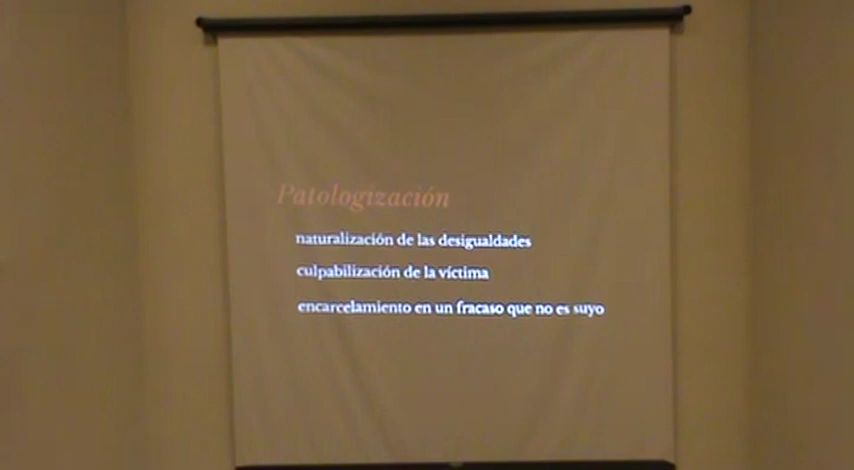 Patologización
naturalización de las desigualdades
culpabilización de la víctima
encarcelamiento en un fracaso que no es suyo